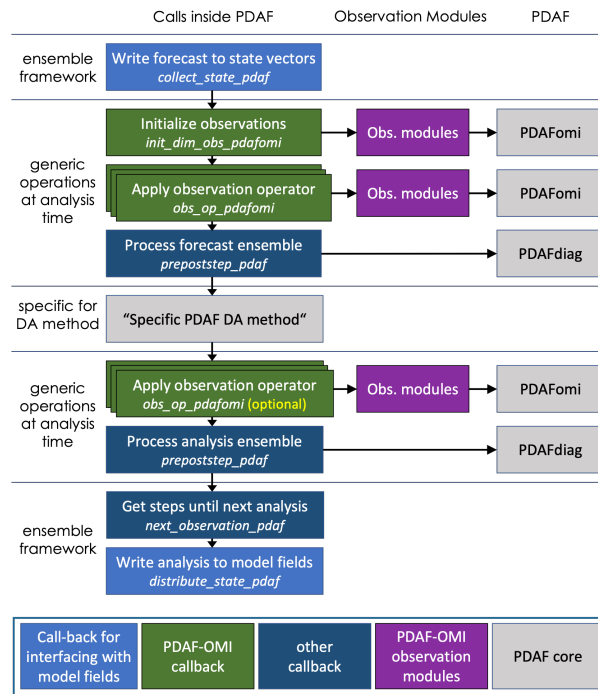 Calls inside PDAF
Observation Modules
PDAF
ensemble
framework
Write forecast to state vectors
collect_state_pdaf
generic
operations
at analysis
time
Initialize observations
init_dim_obs_pdafomi
Obs. modules
PDAFomi
Apply observation operator
obs_op_pdafomi
Obs. modules
PDAFomi
Process forecast ensemble
prepoststep_pdaf
PDAFdiag
specific for
DA method
“Specific PDAF DA method“
generic
operations
at analysis
time
Apply observation operator
obs_op_pdafomi (optional)
Obs. modules
PDAFomi
Process analysis ensemble
prepoststep_pdaf
PDAFdiag
ensemble
framework
Get steps until next analysis
next_observation_pdaf
Write analysis to model fields
distribute_state_pdaf
Call-back for
interfacing with
model fields
PDAF-OMI
callback
other
callback
PDAF-OMI
observation
modules
PDAF core